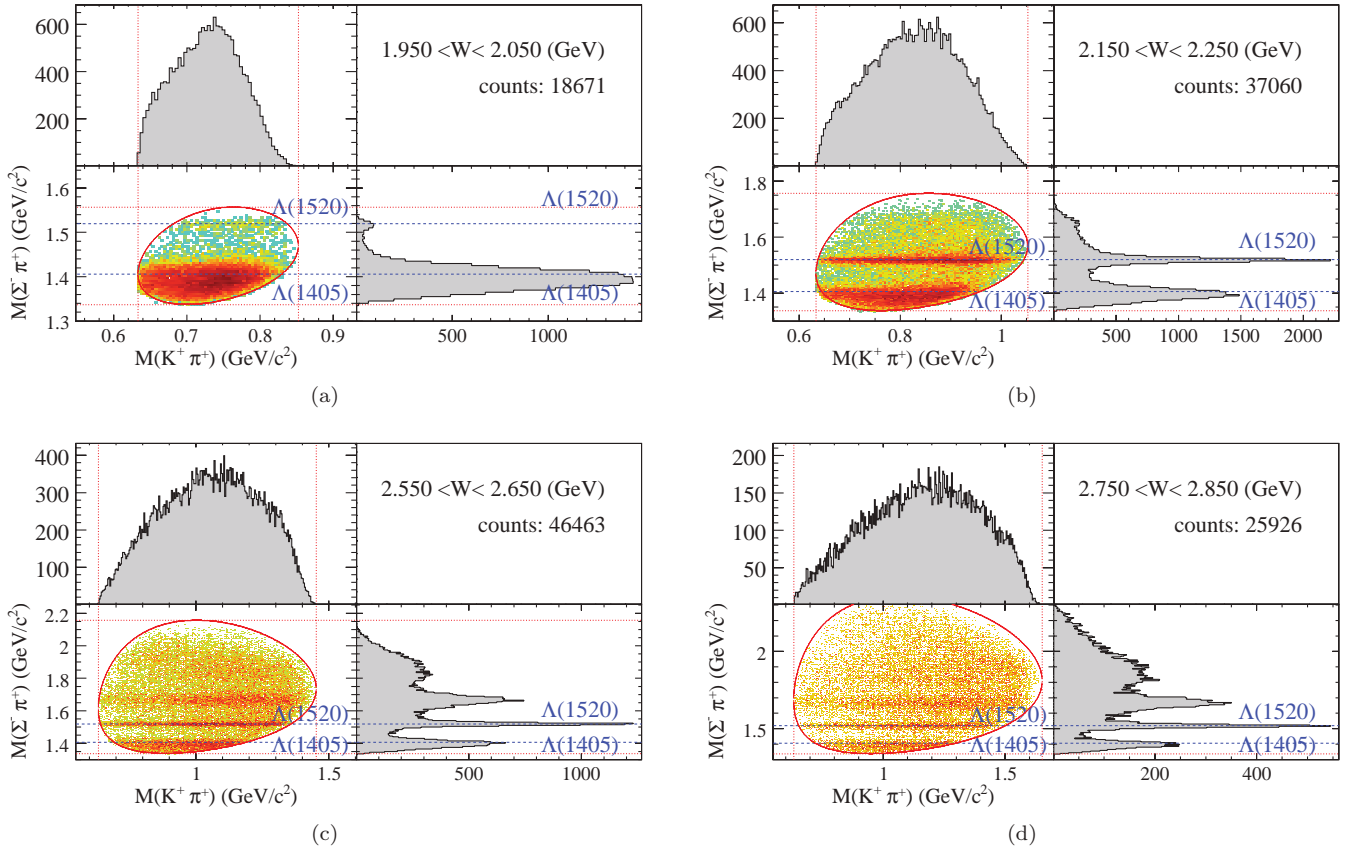 600
400
200
1.950 <W< 2.050 (GeV)
counts: 18671
M(Σ⁻ π⁺) (GeV/c²)
1.6
1.5
1.4
1.3
Λ(1520)
Λ(1405)
Λ(1520)
Λ(1405)
0.6 0.7 0.8 0.9
500 1000
M(K⁺ π⁺) (GeV/c²)
(a)
600
400
200
2.150 <W< 2.250 (GeV)
counts: 37060
M(Σ⁻ π⁺) (GeV/c²)
1.8
1.6
1.4
Λ(1520)
Λ(1405)
Λ(1520)
Λ(1405)
0.6 0.8 1
500 1000 1500 2000
M(K⁺ π⁺) (GeV/c²)
(b)
400
300
200
100
2.550 <W< 2.650 (GeV)
counts: 46463
M(Σ⁻ π⁺) (GeV/c²)
2.2
2
1.8
1.6
1.4
Λ(1520)
Λ(1405)
Λ(1520)
Λ(1405)
1 1.5
500 1000
M(K⁺ π⁺) (GeV/c²)
(c)
200
150
100
50
2.750 <W< 2.850 (GeV)
counts: 25926
M(Σ⁻ π⁺) (GeV/c²)
2
1.5
Λ(1520)
Λ(1405)
Λ(1520)
Λ(1405)
1 1.5
200 400
M(K⁺ π⁺) (GeV/c²)
(d)